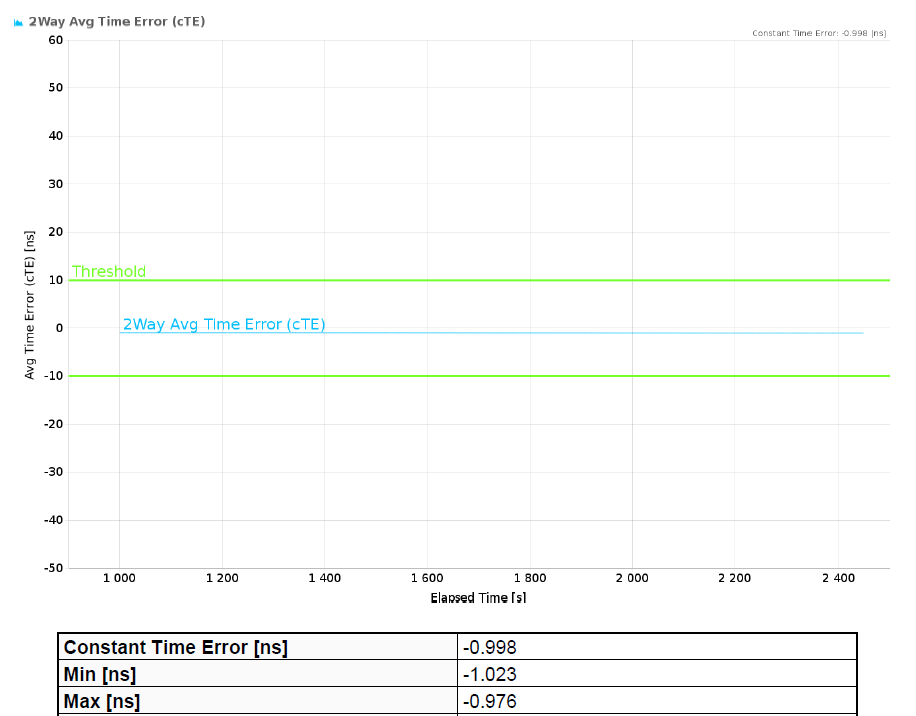 2Way Avg Time Error (cTE)
Constant Time Error: -0.998 [ns]
60
50
40
30
20
10
0
-10
-20
-30
-40
-50
Avg Time Error (cTE) [ns]
Threshold
2Way Avg Time Error (cTE)
1 000 1 200 1 400 1 600 1 800 2 000 2 200 2 400
Elapsed Time [s]
Constant Time Error [ns] -0.998
Min [ns] -1.023
Max [ns] -0.976